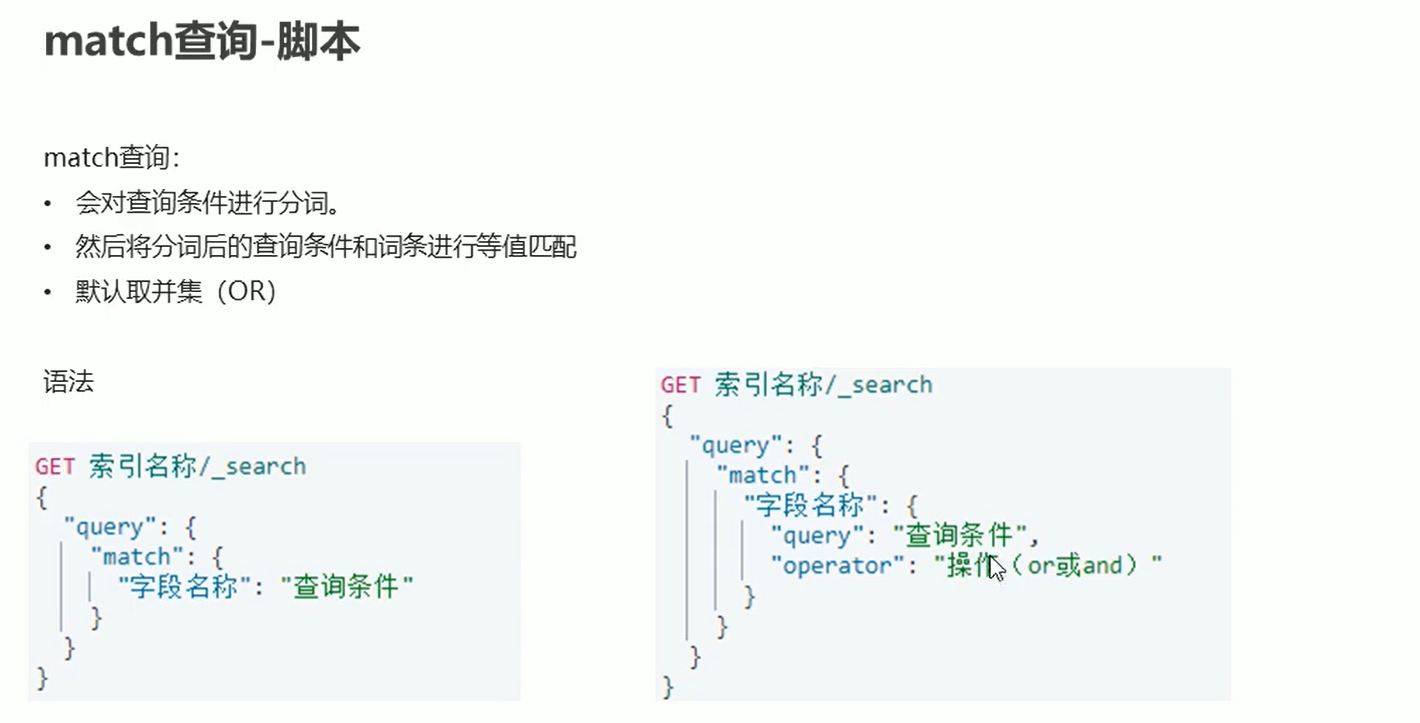 match查询-脚本
match查询：
• 会对查询条件进行分词。
• 然后将分词后的查询条件和词条进行等值匹配
• 默认取并集（OR）
语法
GET 索引名称/_search
{
  "query": {
    "match": {
      "字段名称": "查询条件"
    }
  }
}
GET 索引名称/_search
{
  "query": {
    "match": {
      "字段名称": {
        "query": "查询条件",
        "operator": "操作（or或and）"
      }
    }
  }
}